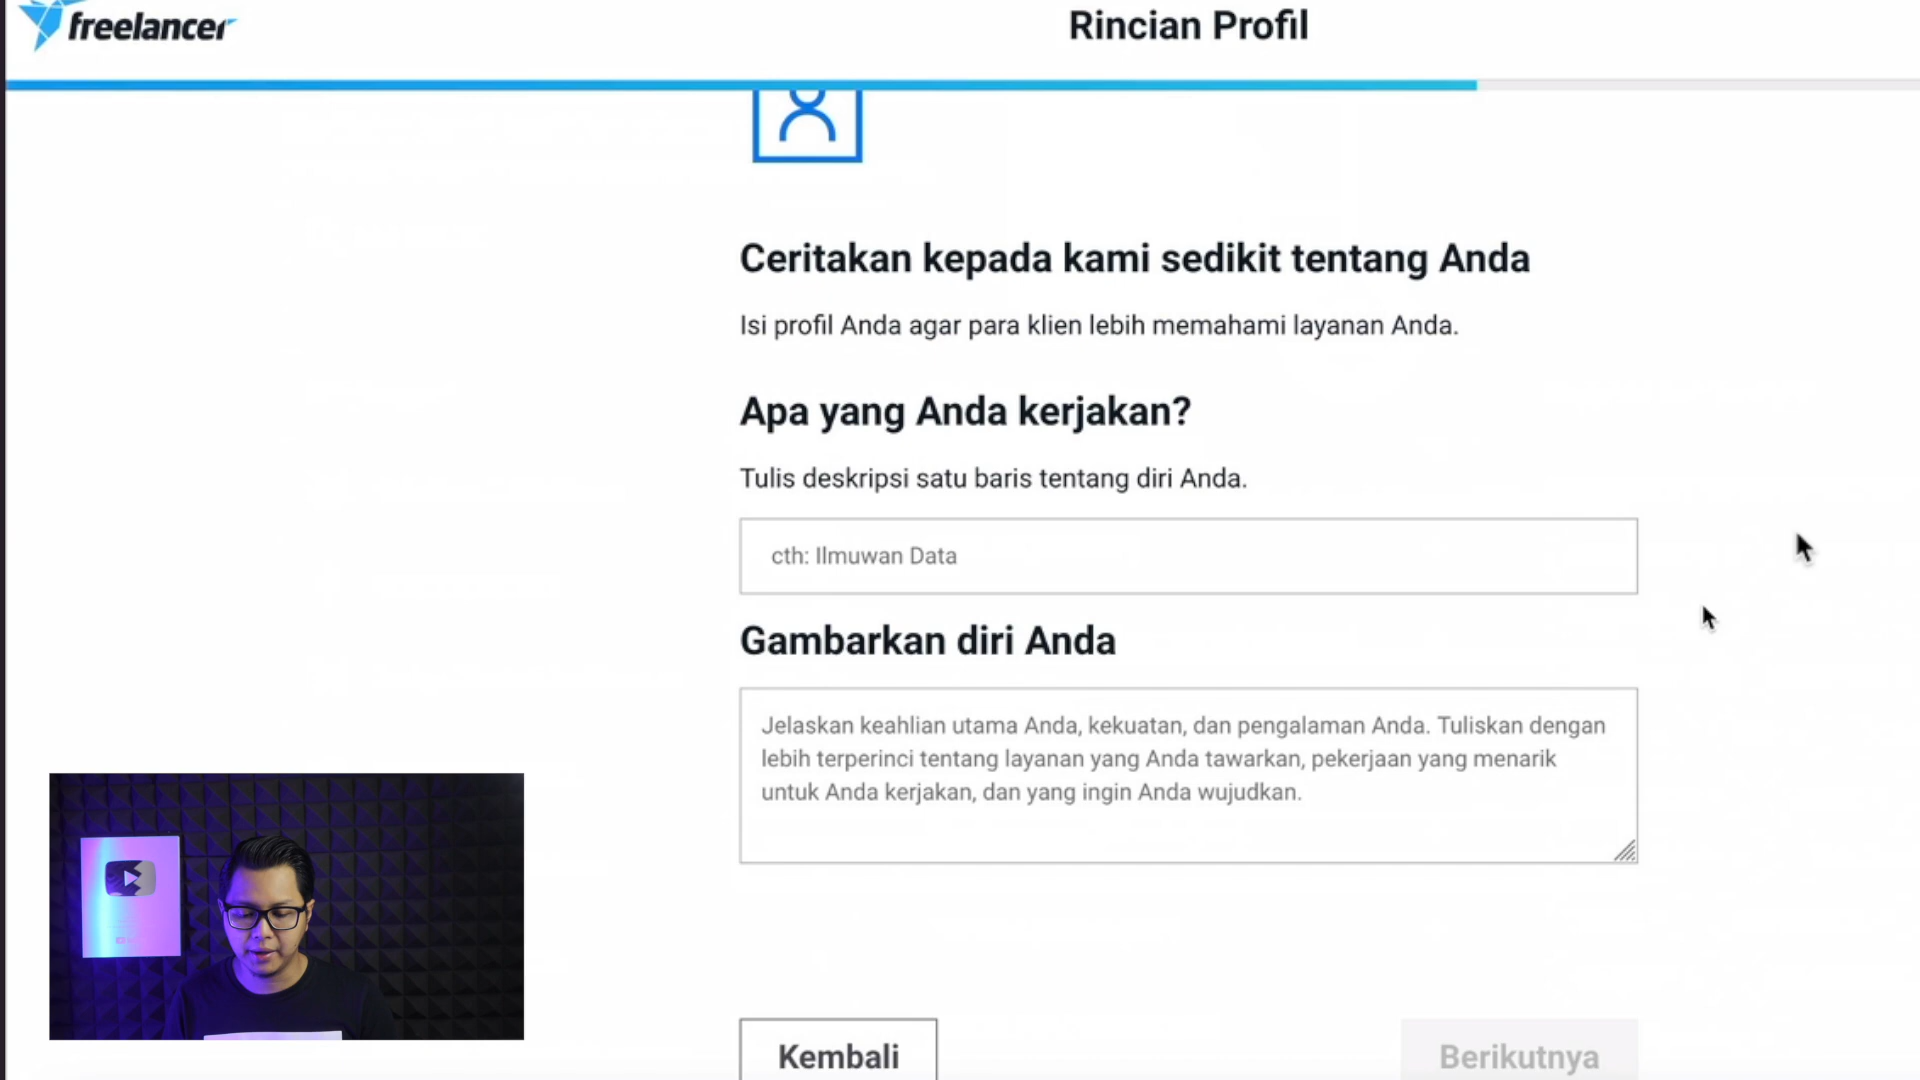 freelancer
Rincian Profil
Ceritakan kepada kami sedikit tentang Anda
Isi profil Anda agar para klien lebih memahami layanan Anda.
Apa yang Anda kerjakan?
Tulis deskripsi satu baris tentang diri Anda.
cth: Ilmuwan Data
Gambarkan diri Anda
Jelaskan keahlian utama Anda, kekuatan, dan pengalaman Anda. Tuliskan dengan
lebih terperinci tentang layanan yang Anda tawarkan, pekerjaan yang menarik
untuk Anda kerjakan, dan yang ingin Anda wujudkan.
Kembali
Berikutnya